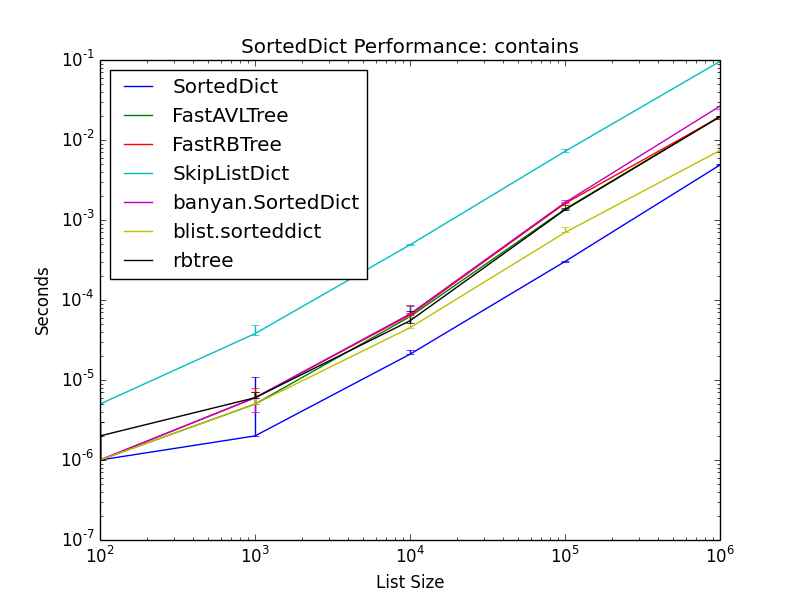 SortedDict Performance: contains
10^-1
10^-2
10^-3
10^-4
10^-5
10^-6
10^-7
Seconds
SortedDict
FastAVLTree
FastRBTree
SkipListDict
banyan.SortedDict
blist.sorteddict
rbtree
10^2 10^3 10^4 10^5 10^6
List Size